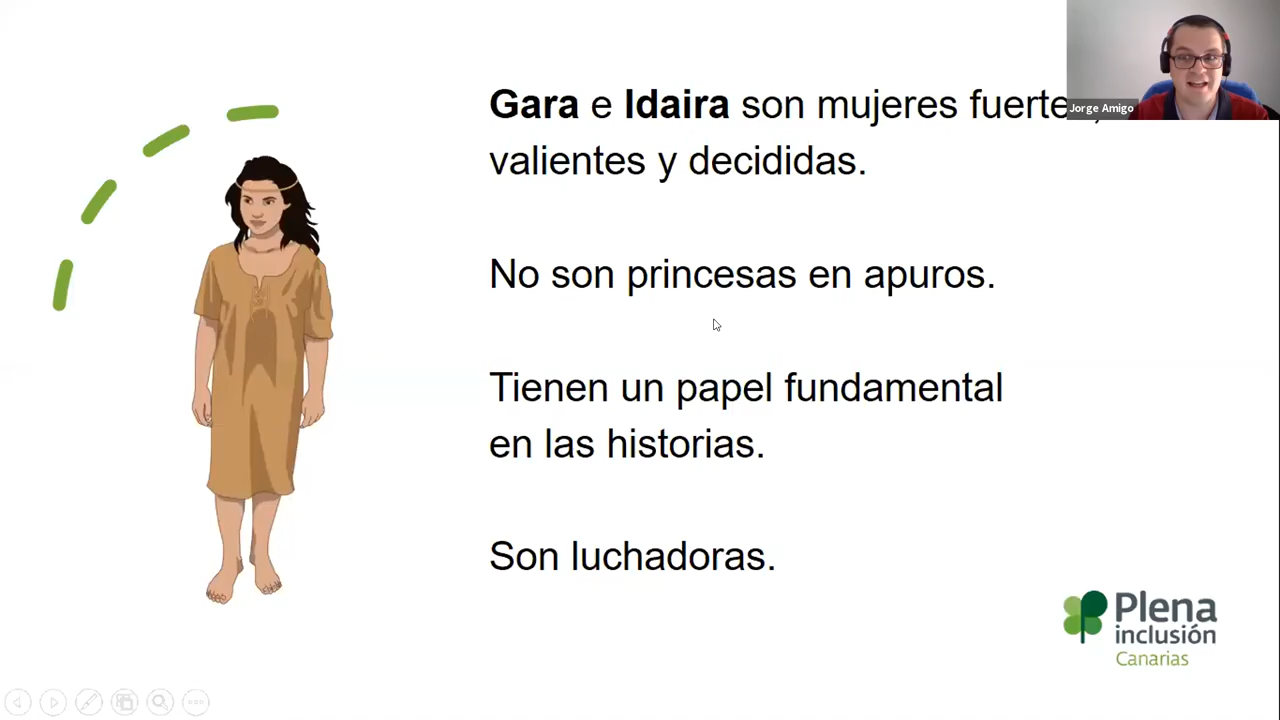 Gara e Idaira son mujeres fuerte
valientes y decididas.
No son princesas en apuros.
Tienen un papel fundamental
en las historias.
Son luchadoras.
Jorge Amigo
Plena
inclusión
Canarias